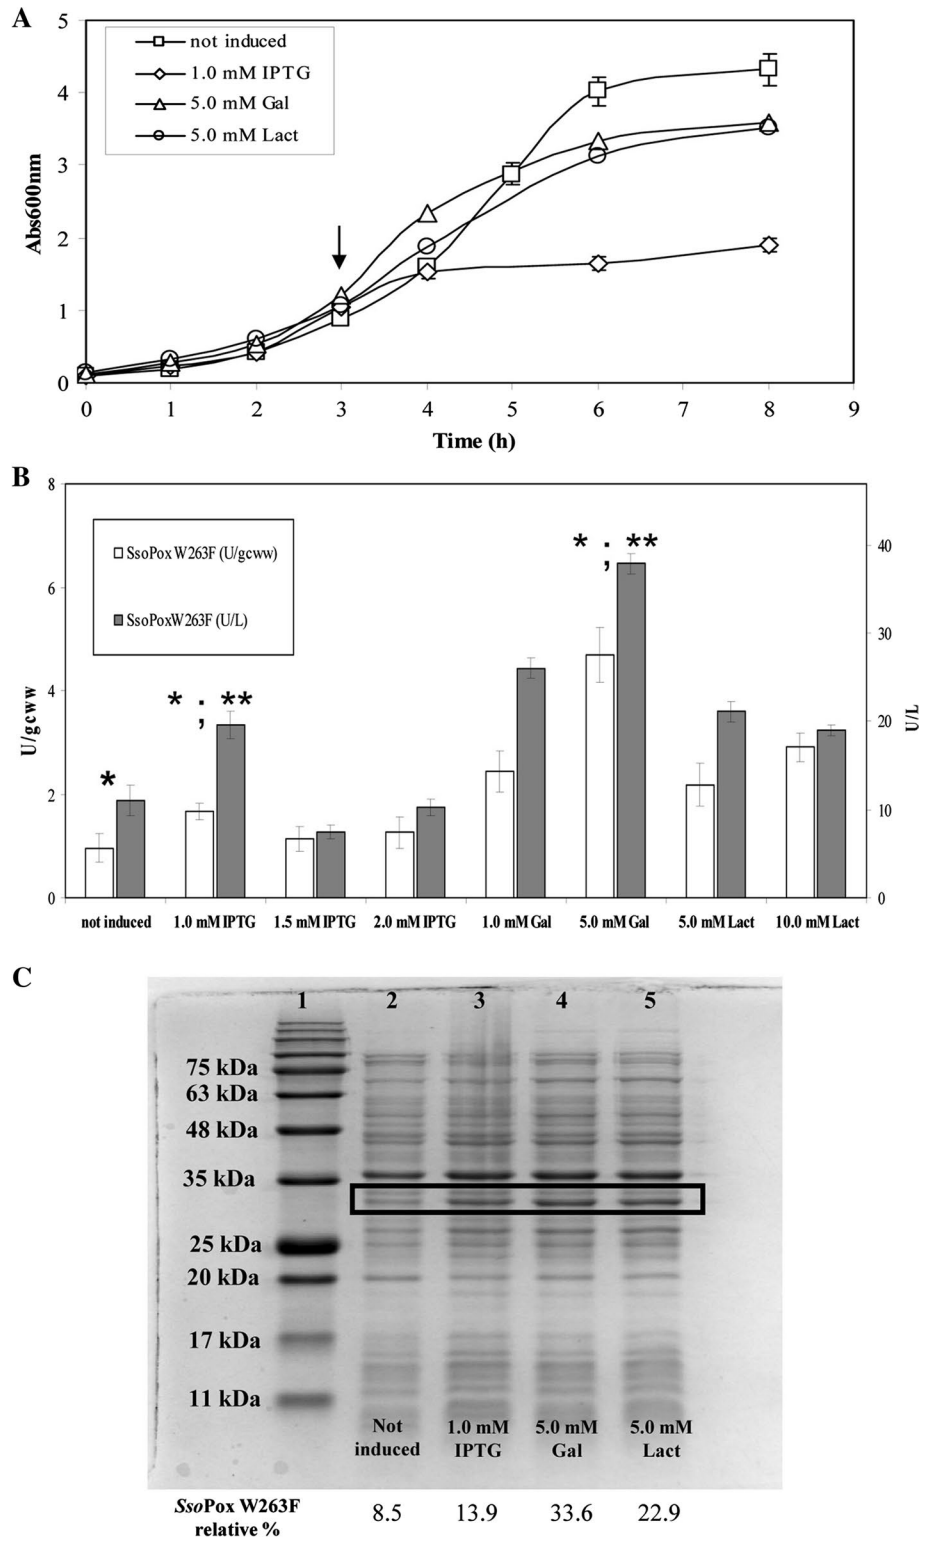 A
5
4
3
2
1
0
Abs600nm
not induced
1.0 mM IPTG
5.0 mM Gal
5.0 mM Lact
0 1 2 3 4 5 6 7 8 9
Time (h)
B
8
6
4
2
0
U/gcww
SsoPox W263F (U/gcww)
SsoPoxW263F (U/L)
*
* ; **
* ; **
40
30
20
10
0
U/L
not induced 1.0 mM IPTG 1.5 mM IPTG 2.0 mM IPTG 1.0 mM Gal 5.0 mM Gal 5.0 mM Lact 10.0 mM Lact
C
1 2 3 4 5
75 kDa
63 kDa
48 kDa
35 kDa
25 kDa
20 kDa
17 kDa
11 kDa
Not 1.0 mM 5.0 mM 5.0 mM
induced IPTG Gal Lact
SsoPox W263F 8.5 13.9 33.6 22.9
relative %